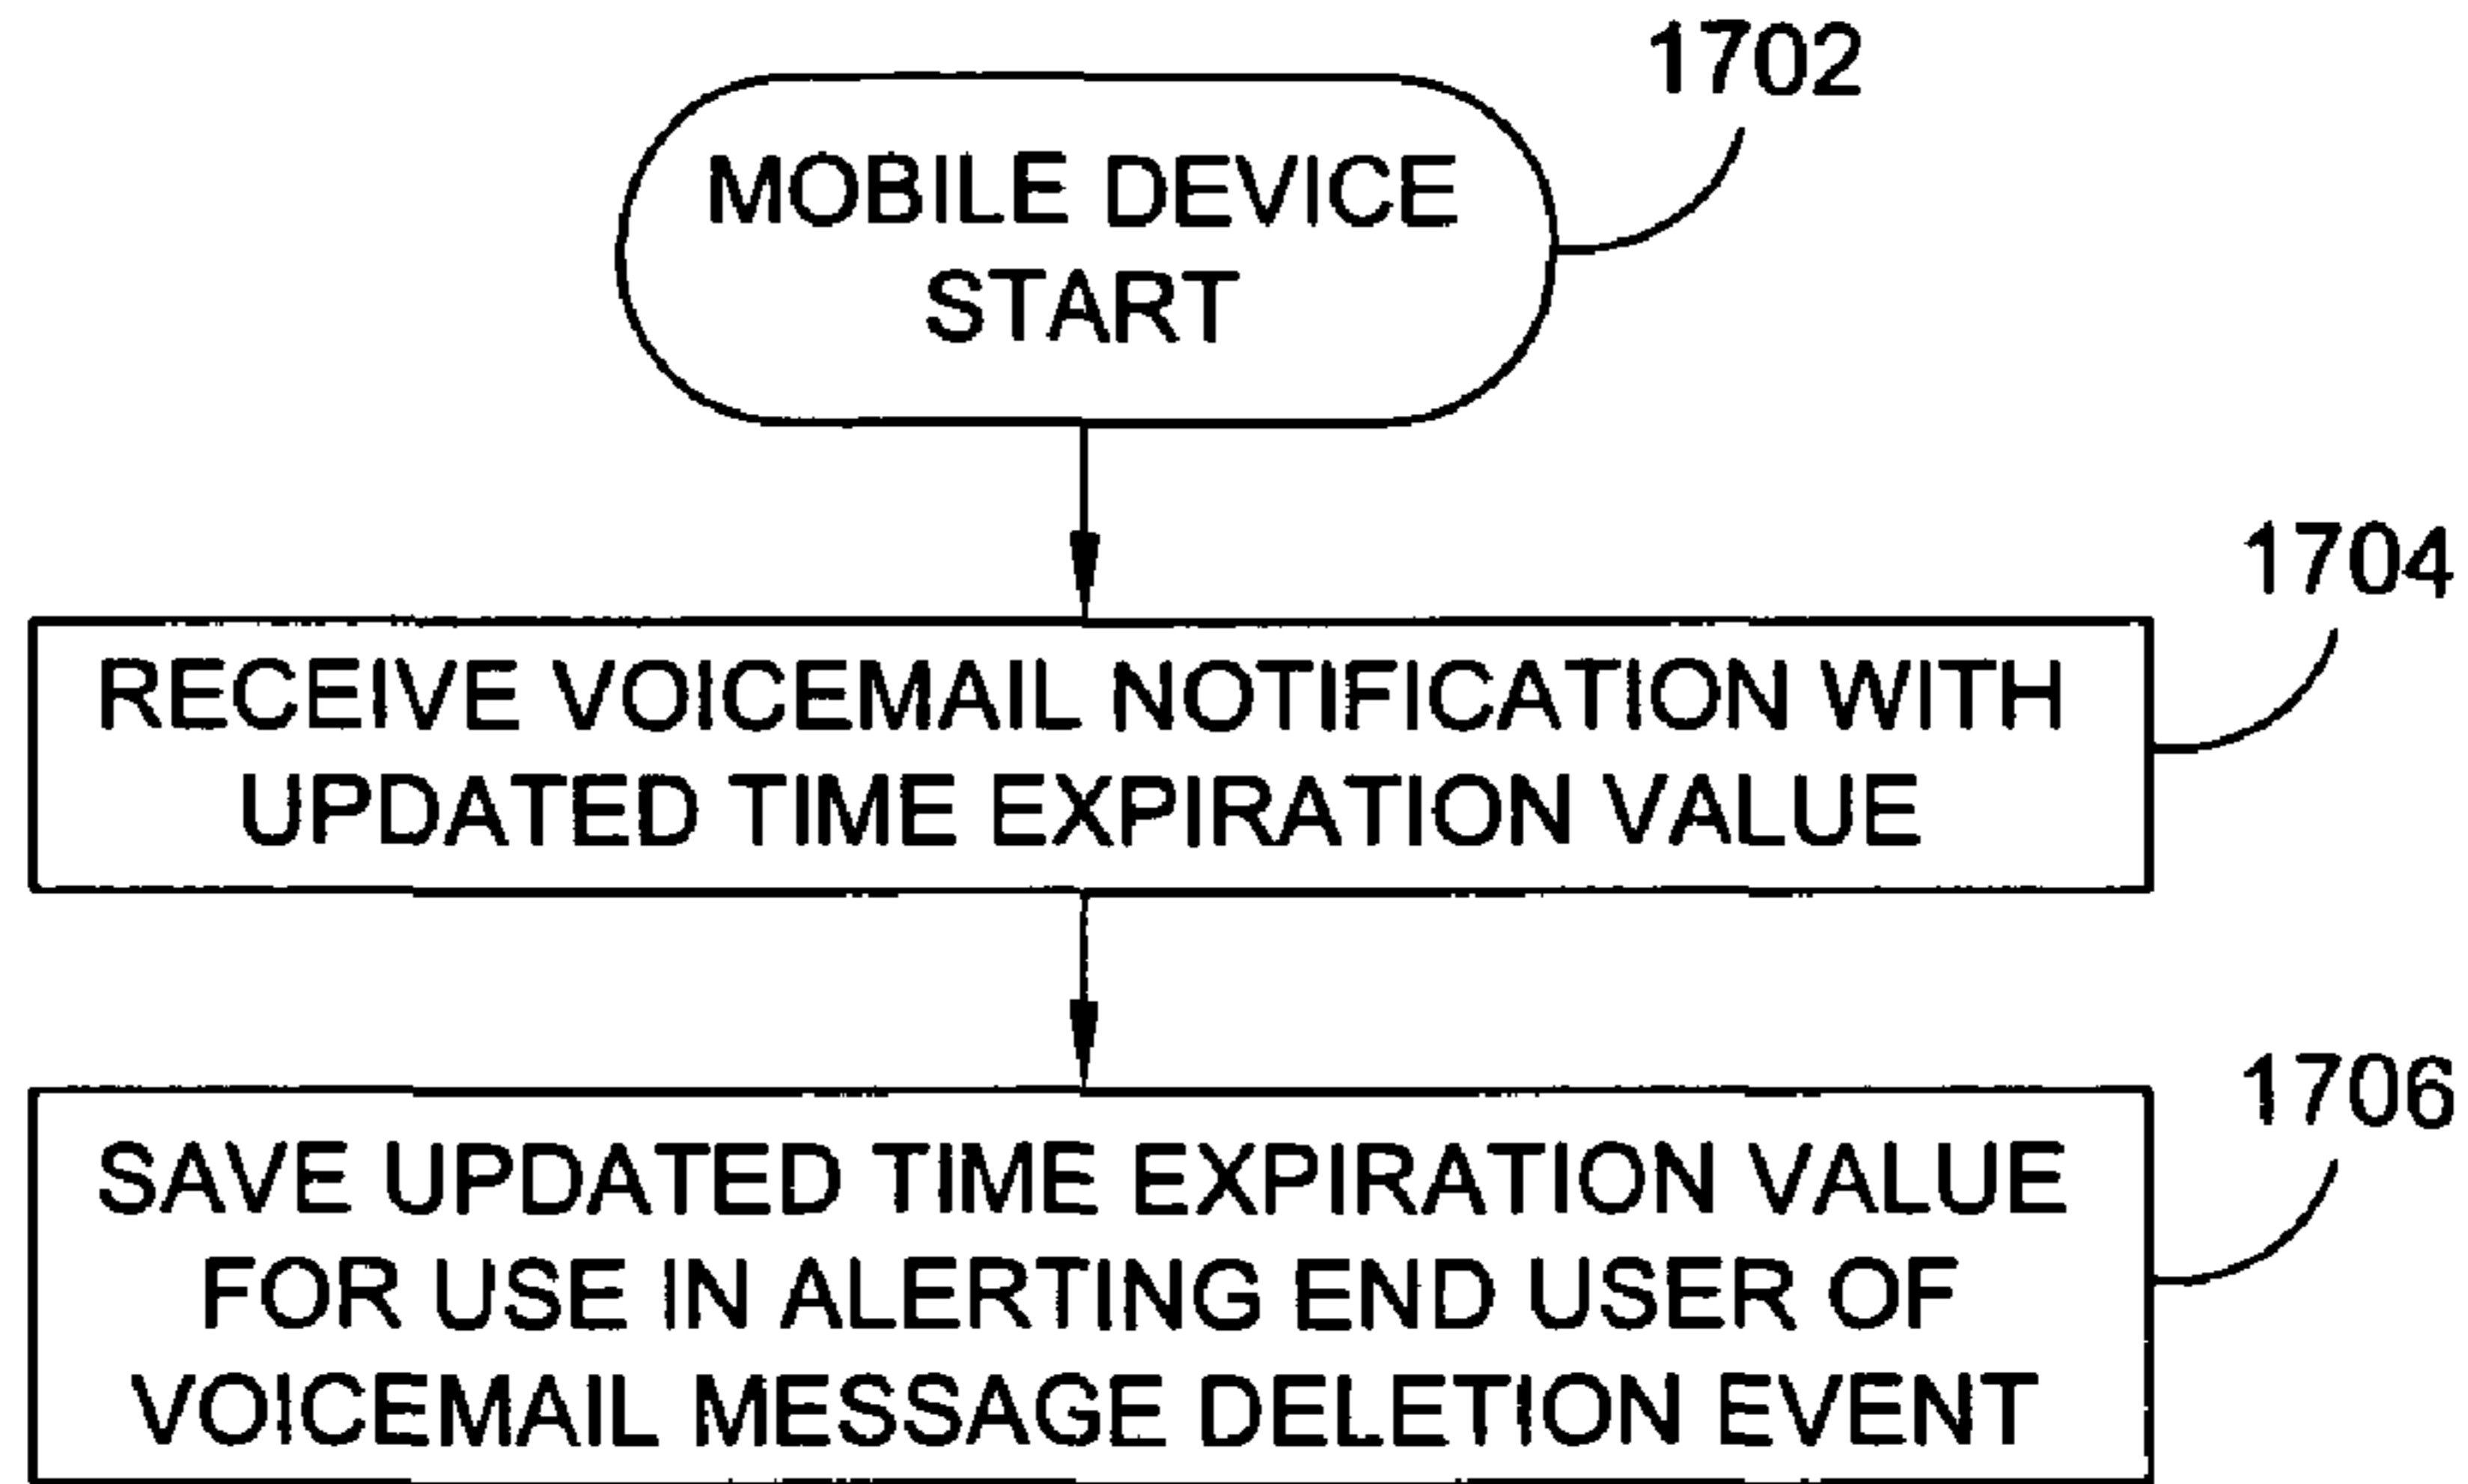 1702
MOBILE DEVICE
START
1704
RECEIVE VOICEMAIL NOTIFICATION WITH
UPDATED TIME EXPIRATION VALUE
1706
SAVE UPDATED TIME EXPIRATION VALUE
FOR USE IN ALERTING END USER OF
VOICEMAIL MESSAGE DELETION EVENT